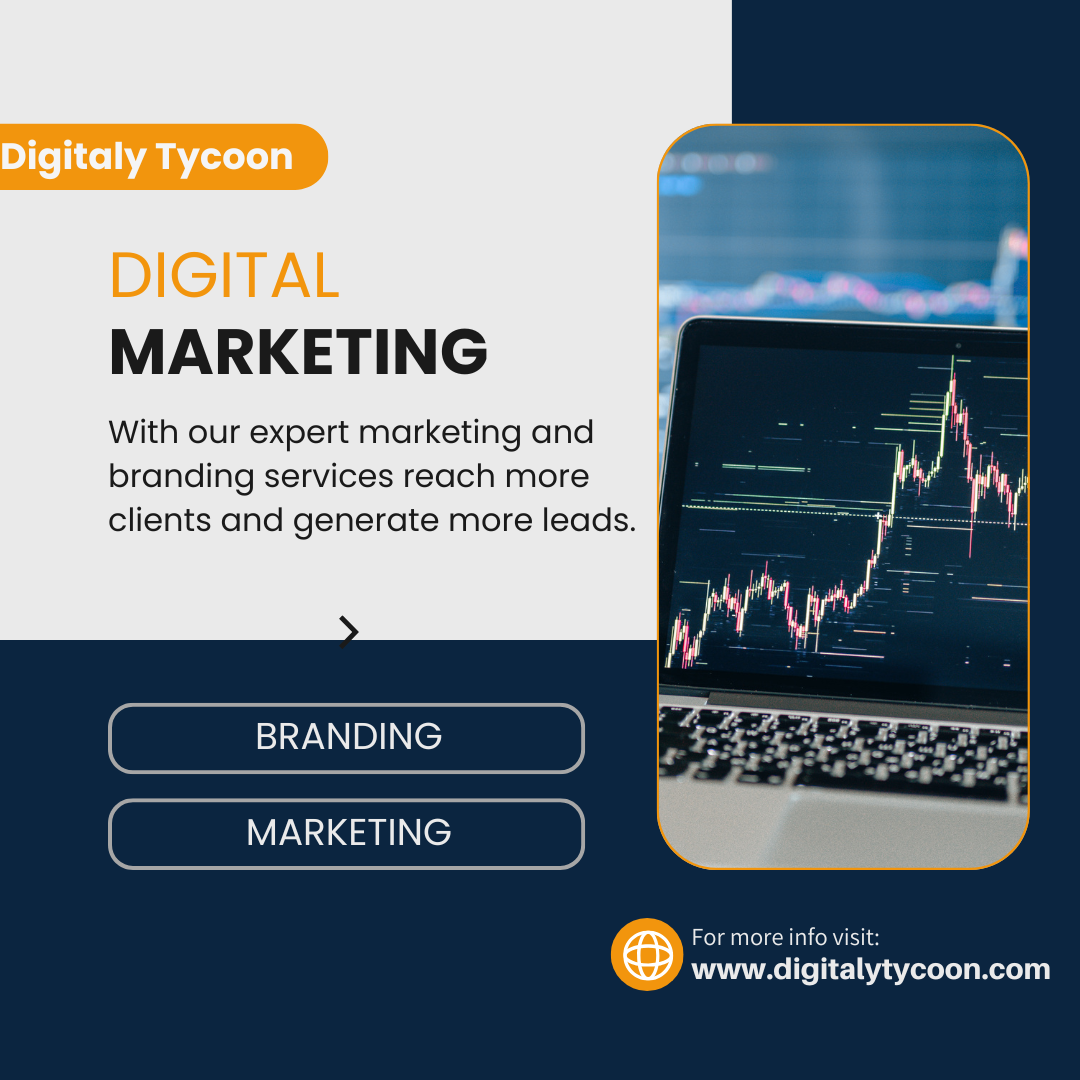 Digitaly Tycoon
DIGITAL
MARKETING
With our expert marketing and
branding services reach more
clients and generate more leads.
BRANDING
MARKETING
For more info visit:
www.digitalytycoon.com